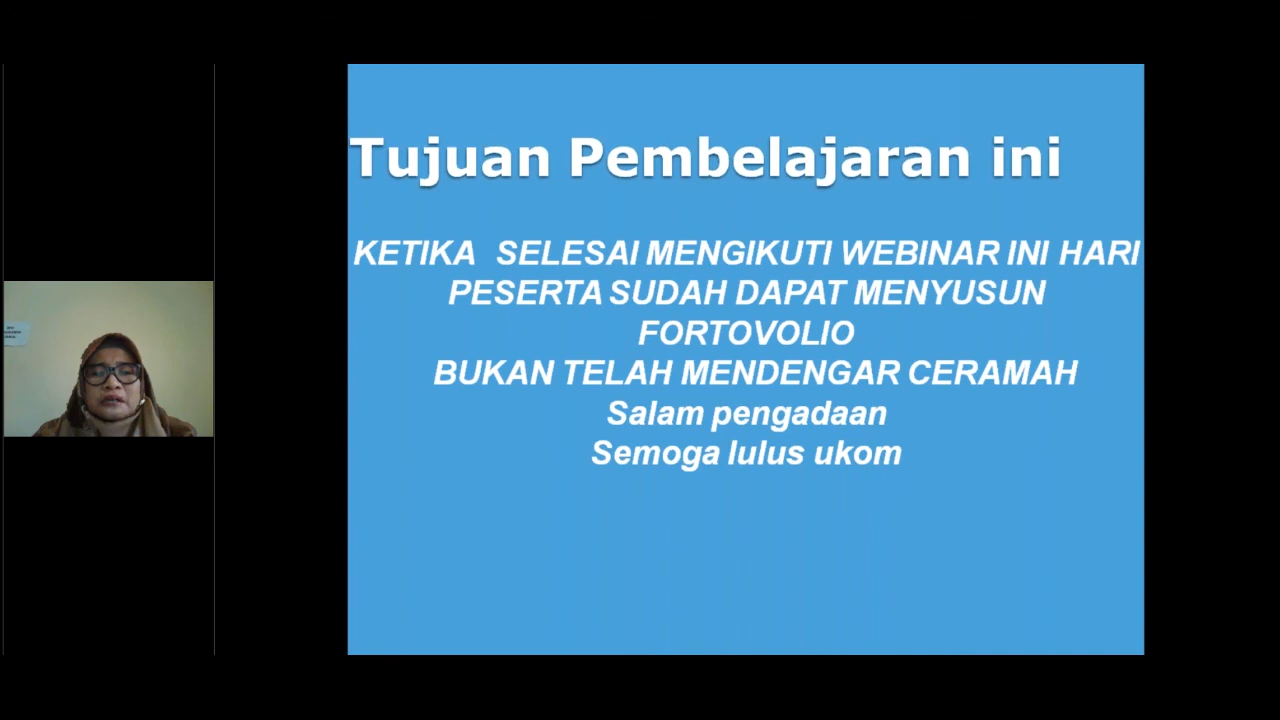 Tujuan Pembelajaran ini
KETIKA SELESAI MENGIKUTI WEBINAR INI HARI
PESERTA SUDAH DAPAT MENYUSUN
FORTOVOLIO
BUKAN TELAH MENDENGAR CERAMAH
Salam pengadaan
Semoga lulus ukom